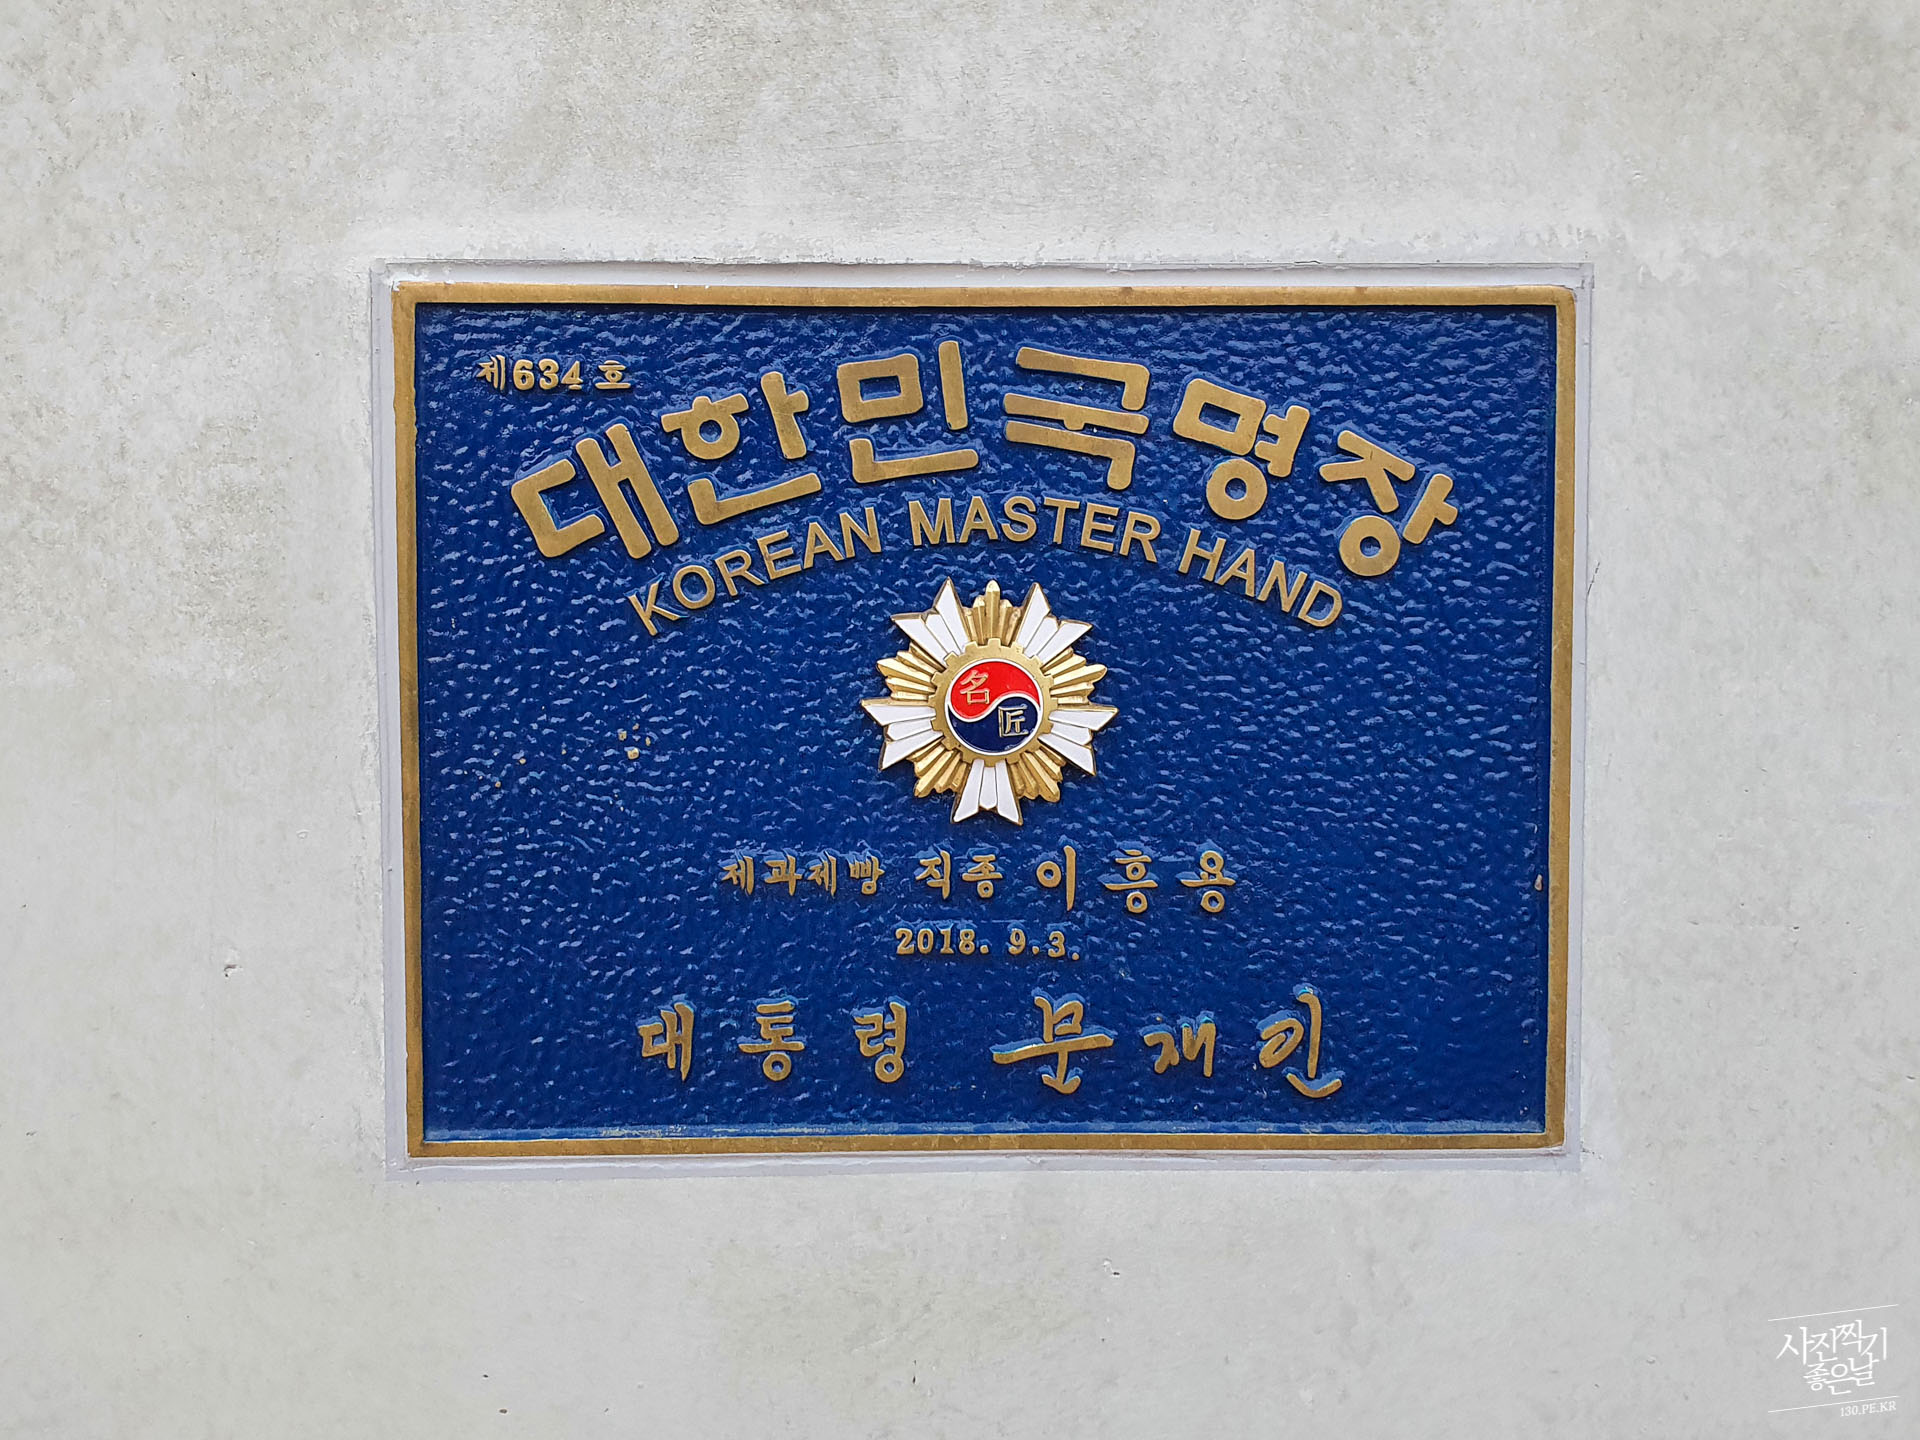 제634호
대한민국명장
KOREAN MASTER HAND
名
匠
제과제빵 직종 이흥용
2018. 9. 3.
대통령 문재인
사진찍기
좋은날
130.PE.KR